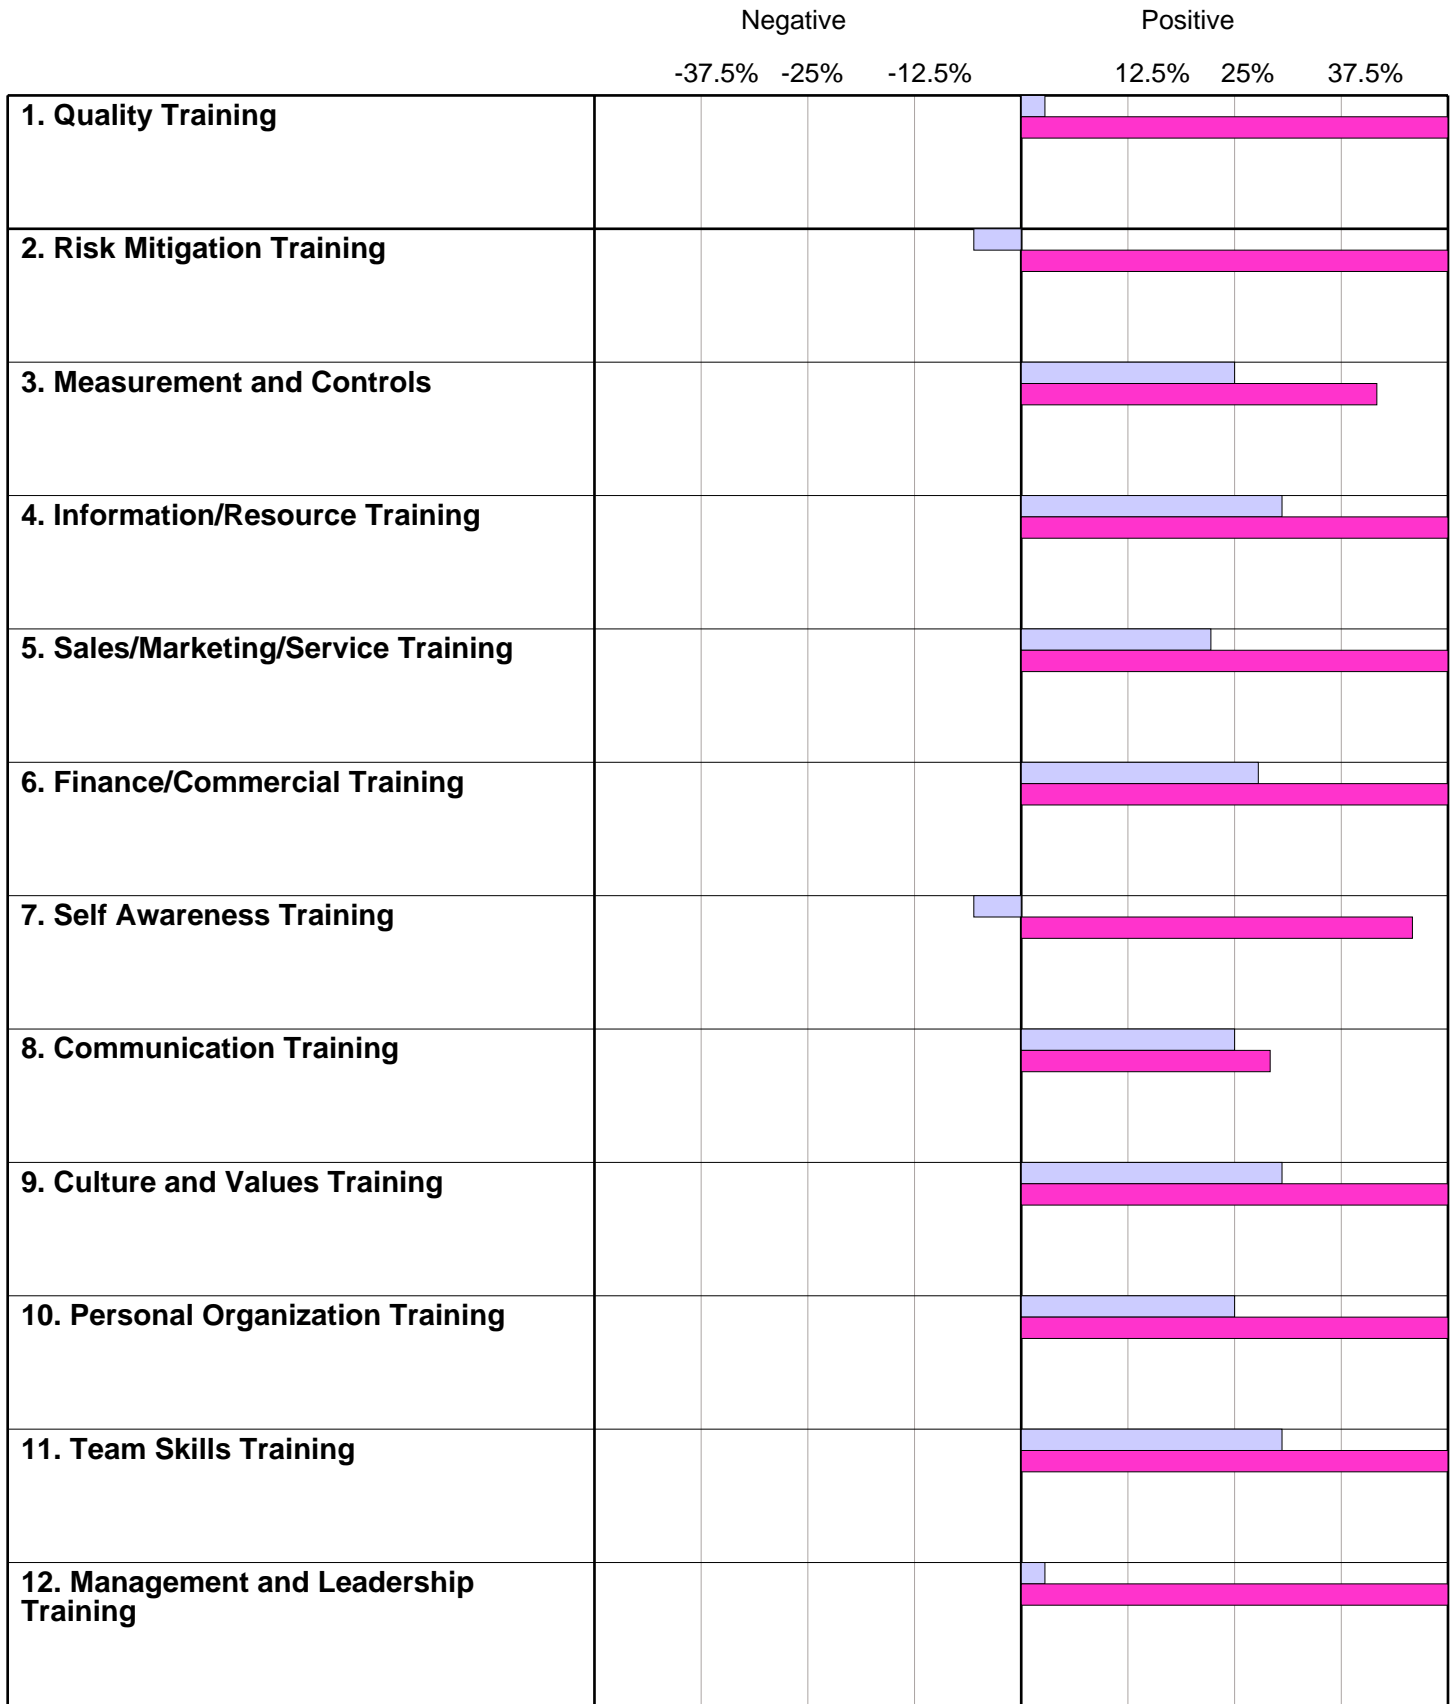 Negative Positive
-37.5% -25% -12.5% 12.5% 25% 37.5%
1. Quality Training
2. Risk Mitigation Training
3. Measurement and Controls
4. Information/Resource Training
5. Sales/Marketing/Service Training
6. Finance/Commercial Training
7. Self Awareness Training
8. Communication Training
9. Culture and Values Training
10. Personal Organization Training
11. Team Skills Training
12. Management and Leadership
Training